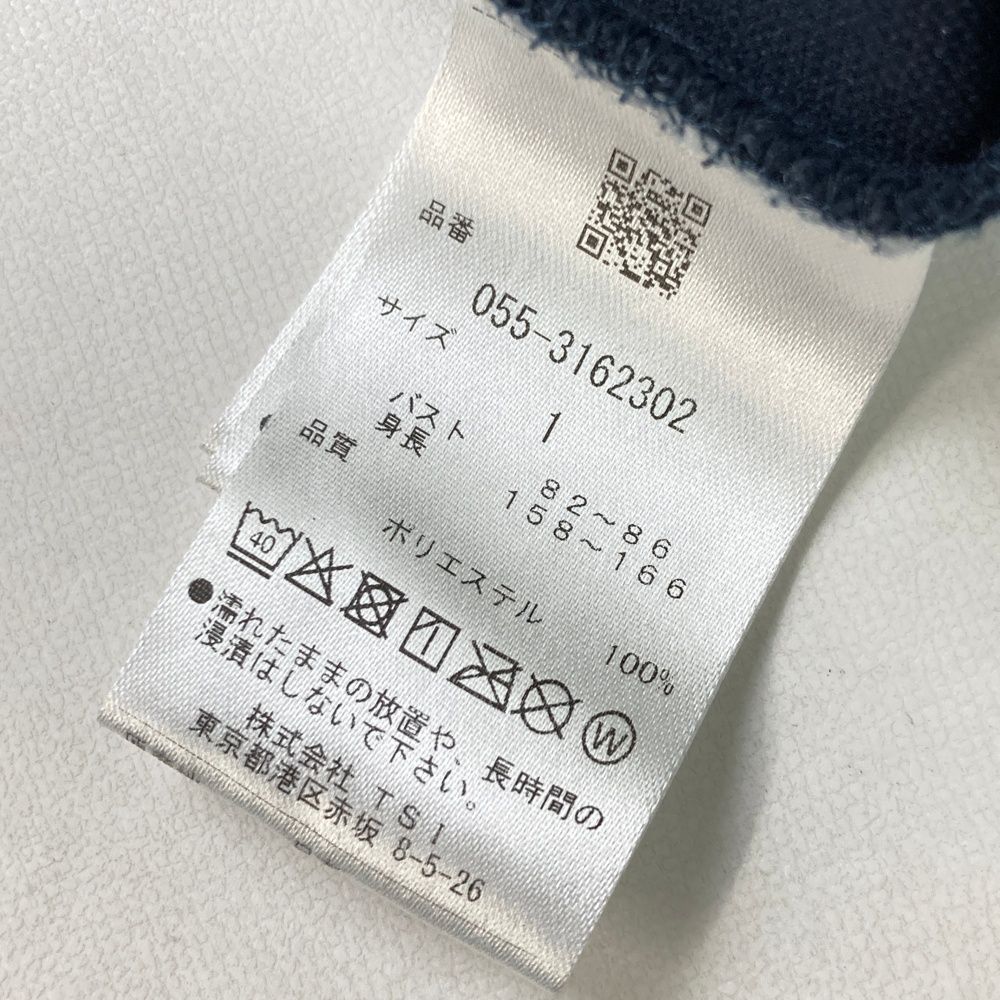 品番
055-3162302
サイズ 1
バスト 82～86
身長 158～166
品質
ポリエステル 100%
40
W
●濡れたままの放置や、長時間の
浸漬はしないで下さい。
株式会社 TSI
東京都港区赤坂 8-5-26